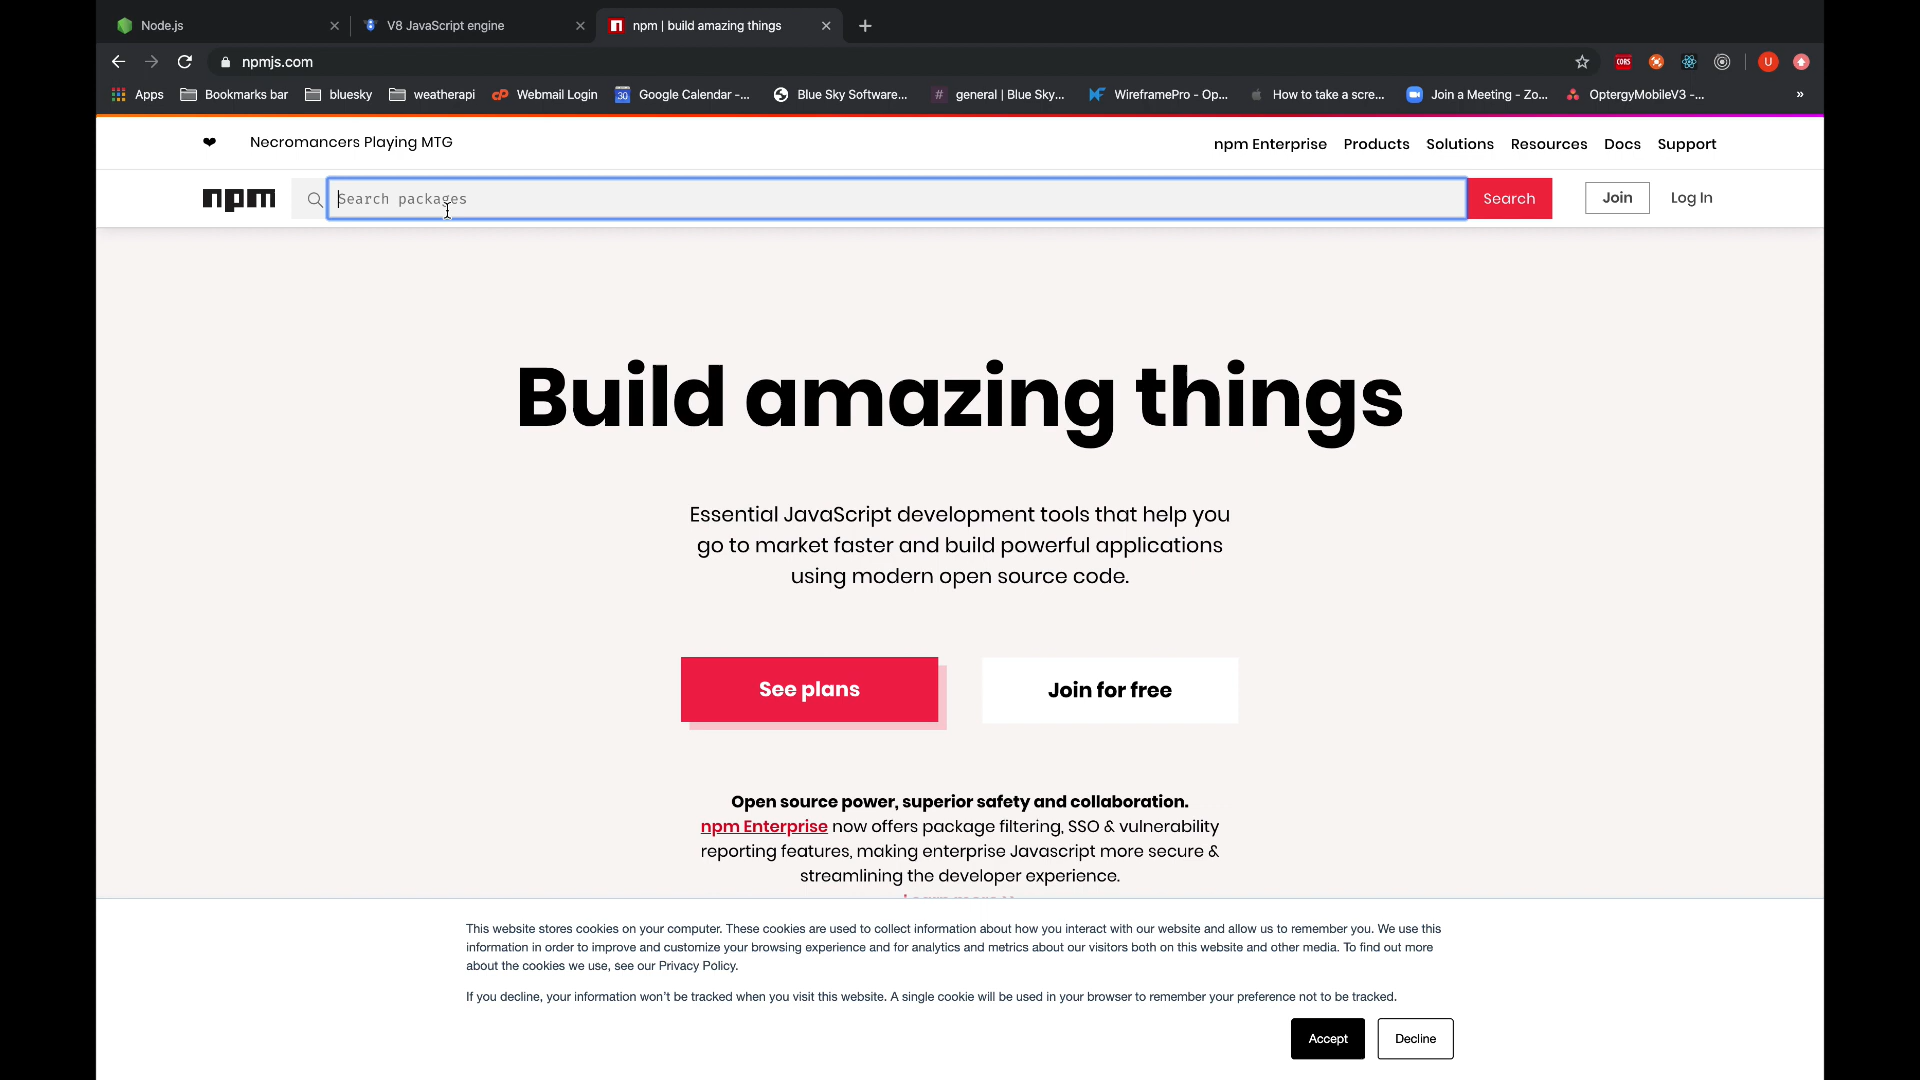 Node.js
V8 JavaScript engine
npm | build amazing things
npmjs.com
CORS
U
Apps
Bookmarks bar
bluesky
weatherapi
cP Webmail Login
30 Google Calendar -...
Blue Sky Software...
# general | Blue Sky...
WireframePro - Op...
How to take a scre...
Join a Meeting - Zo...
OptergyMobileV3 -...
»
❤ Necromancers Playing MTG
npm Enterprise Products Solutions Resources Docs Support
npm
Search packages
Search
Join
Log In
Build amazing things
Essential JavaScript development tools that help you
go to market faster and build powerful applications
using modern open source code.
See plans
Join for free
Open source power, superior safety and collaboration.
npm Enterprise now offers package filtering, SSO & vulnerability
reporting features, making enterprise Javascript more secure &
streamlining the developer experience.
This website stores cookies on your computer. These cookies are used to collect information about how you interact with our website and allow us to remember you. We use this
information in order to improve and customize your browsing experience and for analytics and metrics about our visitors both on this website and other media. To find out more
about the cookies we use, see our Privacy Policy.
If you decline, your information won't be tracked when you visit this website. A single cookie will be used in your browser to remember your preference not to be tracked.
Accept
Decline